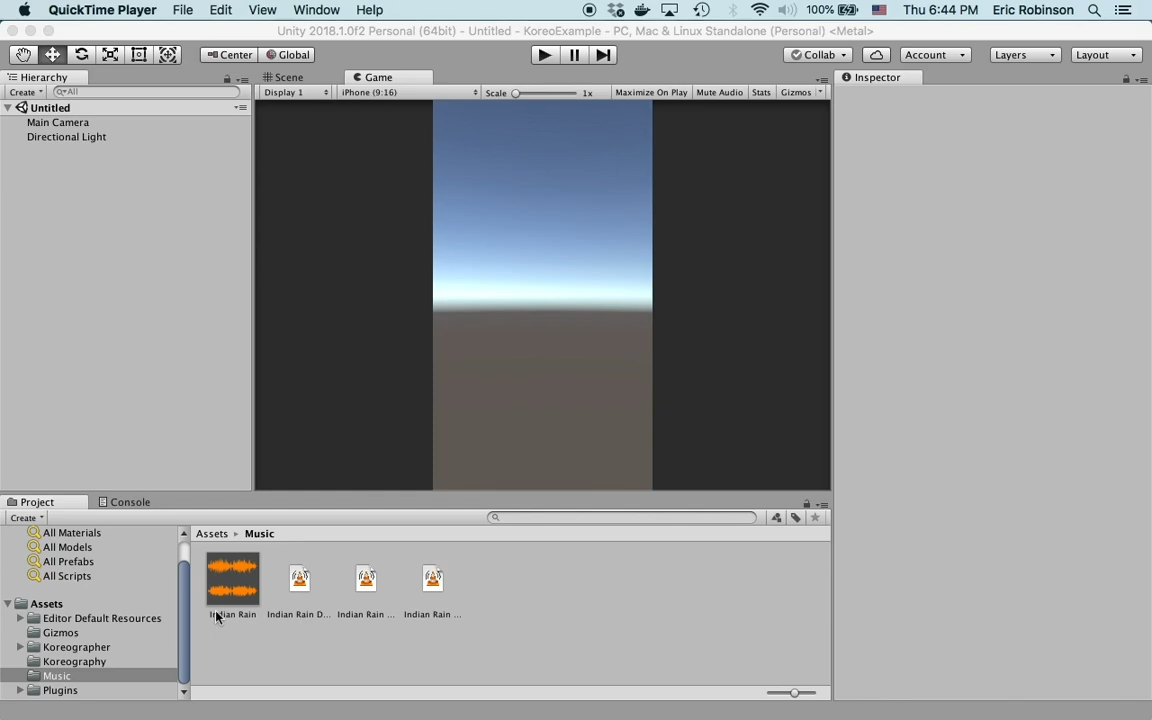 QuickTime Player File Edit View Window Help 100% Thu 6:44 PM Eric Robinson
Unity 2018.1.0f2 Personal (64bit) - Untitled - KoreoExample - PC, Mac & Linux Standalone (Personal) <Metal>
Center Global Collab Account Layers Layout
Hierarchy Scene Game Inspector
Create All Display 1 iPhone (9:16) Scale 1x Maximize On Play Mute Audio Stats Gizmos
Untitled
Main Camera
Directional Light
Project Console
Create
All Materials
All Models
All Prefabs
All Scripts
Assets
Editor Default Resources
Gizmos
Koreographer
Koreography
Music
Plugins
Assets Music
Indian Rain Indian Rain D... Indian Rain ... Indian Rain ...